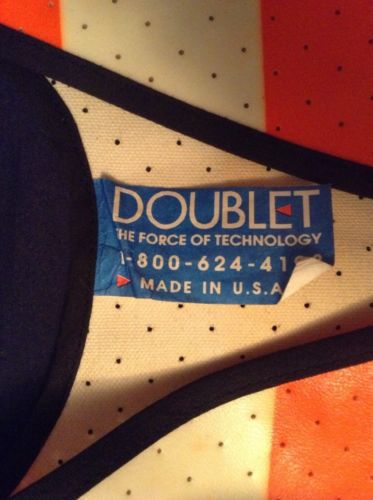 DOUBLET
THE FORCE OF TECHNOLOGY
1-800-624-41
MADE IN U.S.A